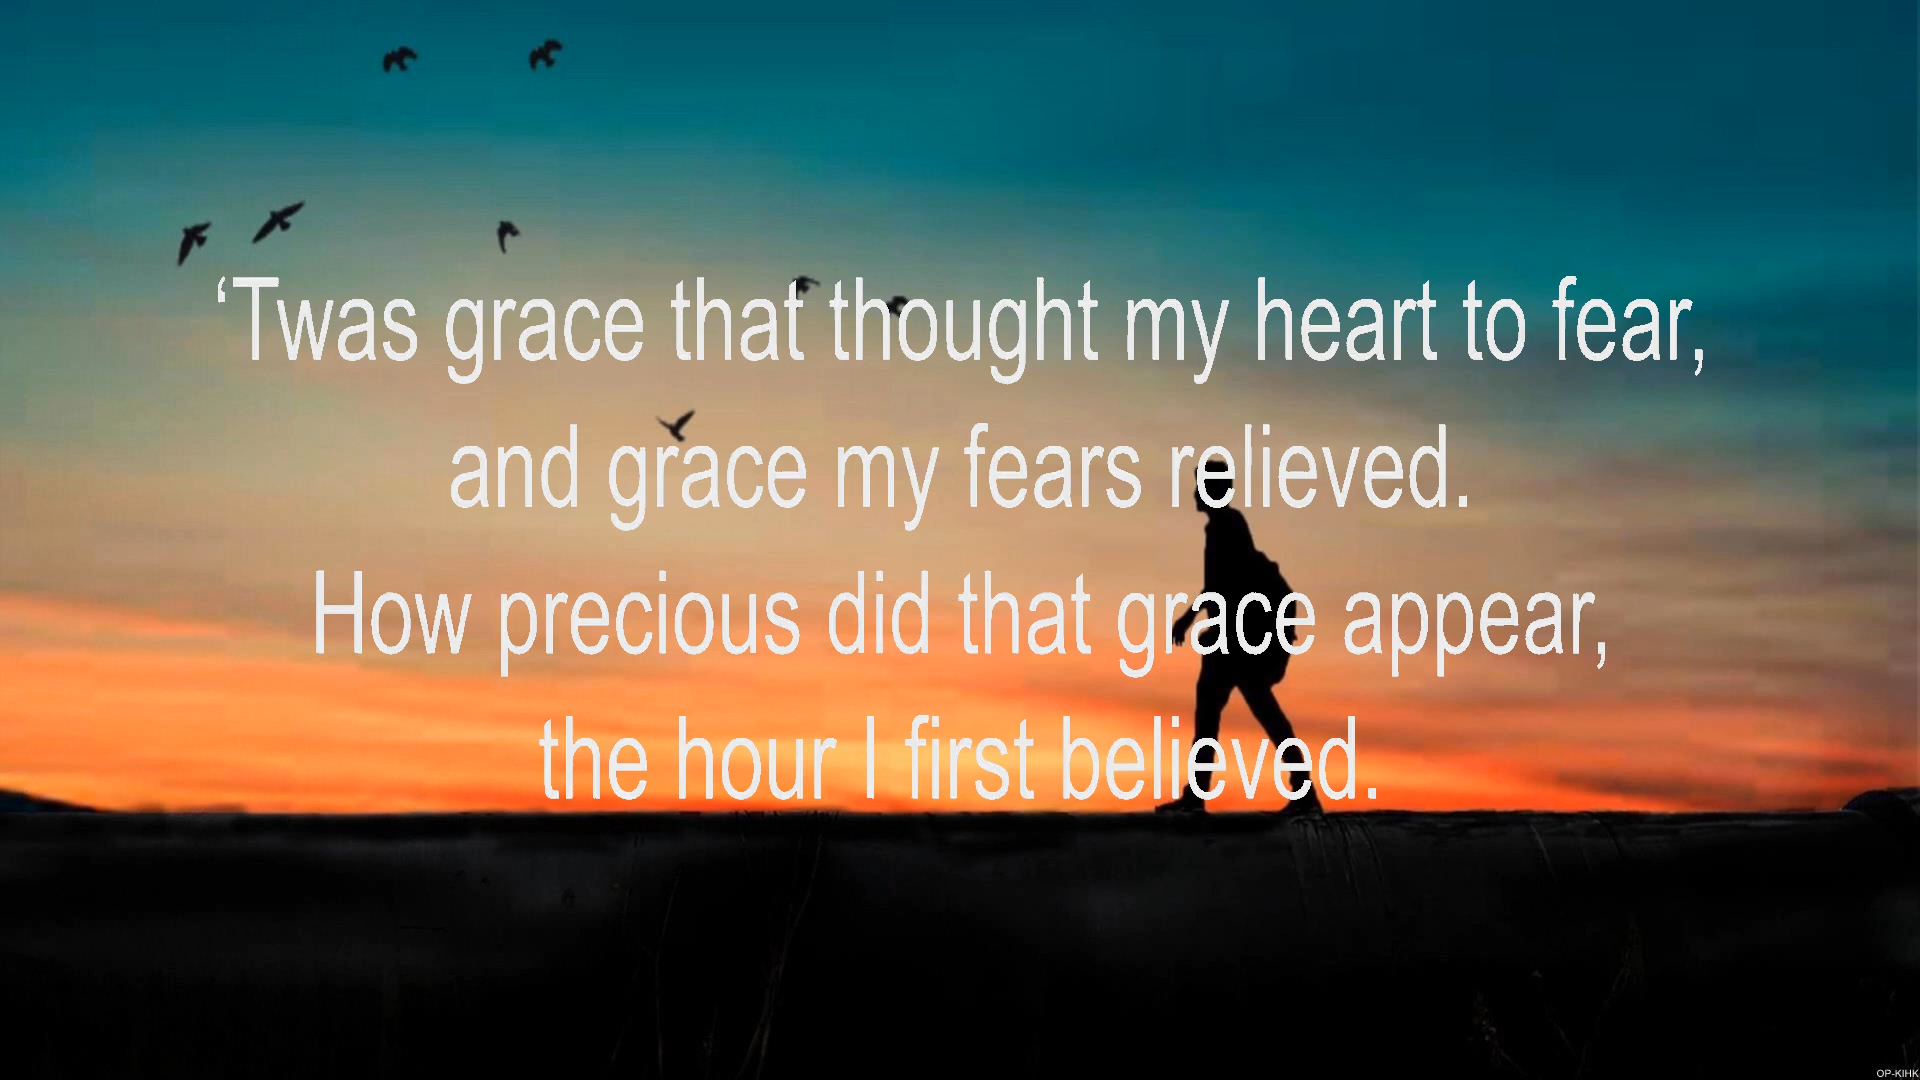 ‘Twas grace that thought my heart to fear,
and grace my fears relieved.
How precious did that grace appear,
the hour I first believed.
OP-KIHK